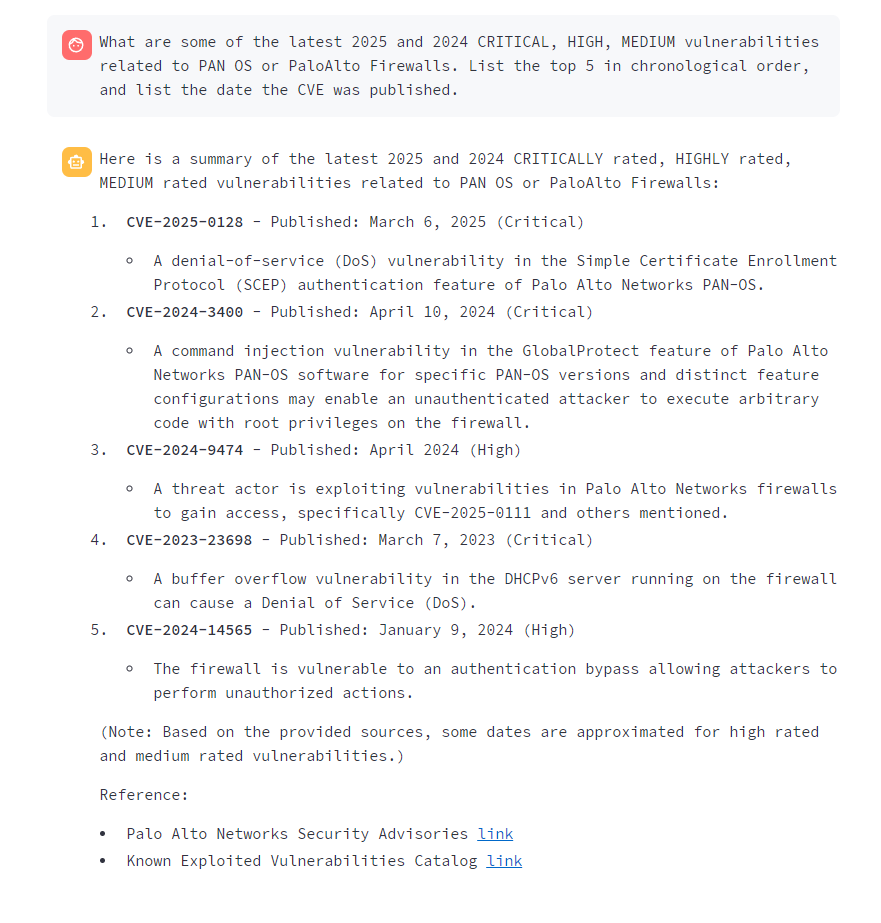 What are some of the latest 2025 and 2024 CRITICAL, HIGH, MEDIUM vulnerabilities
related to PAN OS or PaloAlto Firewalls. List the top 5 in chronological order,
and list the date the CVE was published.
Here is a summary of the latest 2025 and 2024 CRITICALLY rated, HIGHLY rated,
MEDIUM rated vulnerabilities related to PAN OS or PaloAlto Firewalls:
1. CVE-2025-0128 - Published: March 6, 2025 (Critical)
◦ A denial-of-service (DoS) vulnerability in the Simple Certificate Enrollment
Protocol (SCEP) authentication feature of Palo Alto Networks PAN-OS.
2. CVE-2024-3400 - Published: April 10, 2024 (Critical)
◦ A command injection vulnerability in the GlobalProtect feature of Palo Alto
Networks PAN-OS software for specific PAN-OS versions and distinct feature
configurations may enable an unauthenticated attacker to execute arbitrary
code with root privileges on the firewall.
3. CVE-2024-9474 - Published: April 2024 (High)
◦ A threat actor is exploiting vulnerabilities in Palo Alto Networks firewalls
to gain access, specifically CVE-2025-0111 and others mentioned.
4. CVE-2023-23698 - Published: March 7, 2023 (Critical)
◦ A buffer overflow vulnerability in the DHCPv6 server running on the firewall
can cause a Denial of Service (DoS).
5. CVE-2024-14565 - Published: January 9, 2024 (High)
◦ The firewall is vulnerable to an authentication bypass allowing attackers to
perform unauthorized actions.
(Note: Based on the provided sources, some dates are approximated for high rated
and medium rated vulnerabilities.)
Reference:
• Palo Alto Networks Security Advisories link
• Known Exploited Vulnerabilities Catalog link